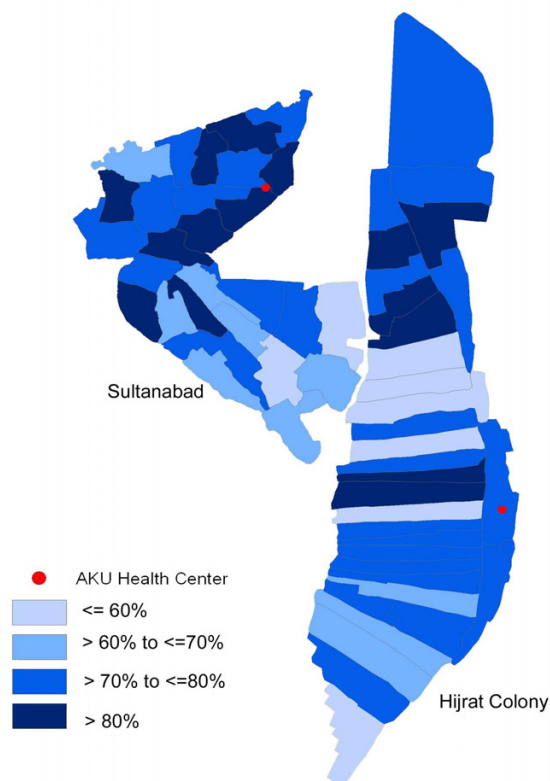 Sultanabad
AKU Health Center
<= 60%
> 60% to <=70%
> 70% to <=80%
> 80%
Hijrat Colony